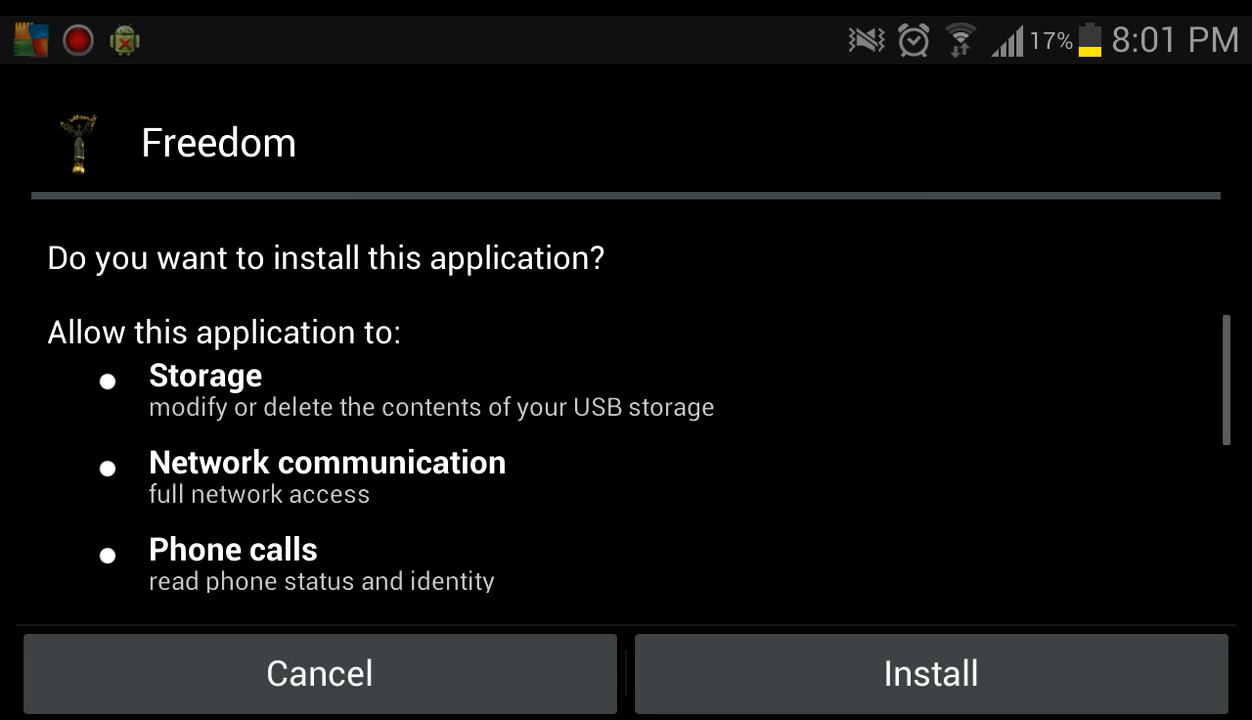 17% 8:01 PM
Freedom
Do you want to install this application?
Allow this application to:
Storage
modify or delete the contents of your USB storage
Network communication
full network access
Phone calls
read phone status and identity
Cancel Install